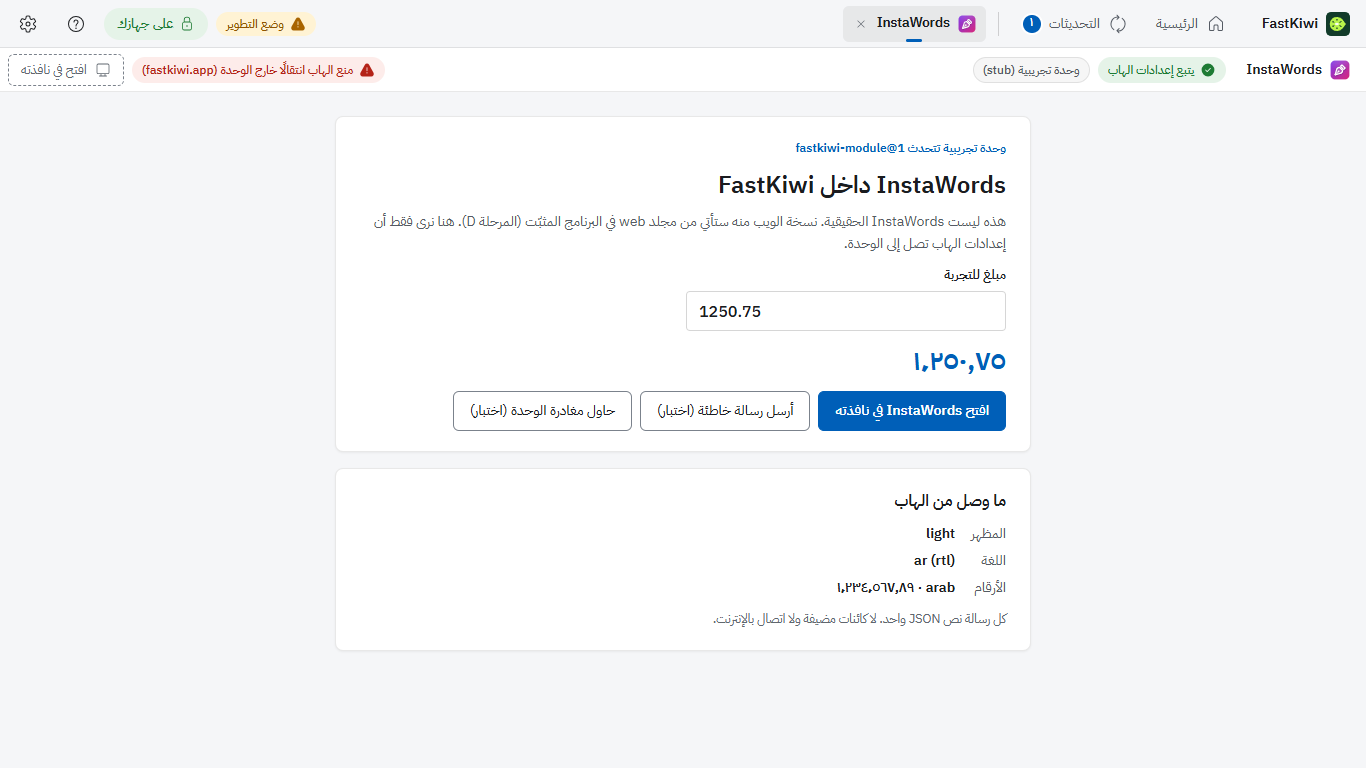 FastKiwi
الرئيسية
التحديثات ١
InstaWords
وضع التطوير
على جهازك
InstaWords
يتبع إعدادات الهاب
وحدة تجريبية (stub)
منع الهاب انتقالًا خارج الوحدة (fastkiwi.app)
افتح في نافذته
وحدة تجريبية تتحدث fastkiwi-module@1
InstaWords داخل FastKiwi
هذه ليست InstaWords الحقيقية. نسخة الويب منه ستأتي من مجلد web في البرنامج المثبّت (المرحلة D). هنا نرى فقط أن
إعدادات الهاب تصل إلى الوحدة.
مبلغ للتجربة
1250.75
١,٢٥٠,٧٥
افتح InstaWords في نافذته
أرسل رسالة خاطئة (اختبار)
حاول مغادرة الوحدة (اختبار)
ما وصل من الهاب
المظهر light
اللغة ar (rtl)
الأرقام arab · ١,٢٣٤,٥٦٧,٨٩
كل رسالة نص JSON واحد. لا كائنات مضيفة ولا اتصال بالإنترنت.